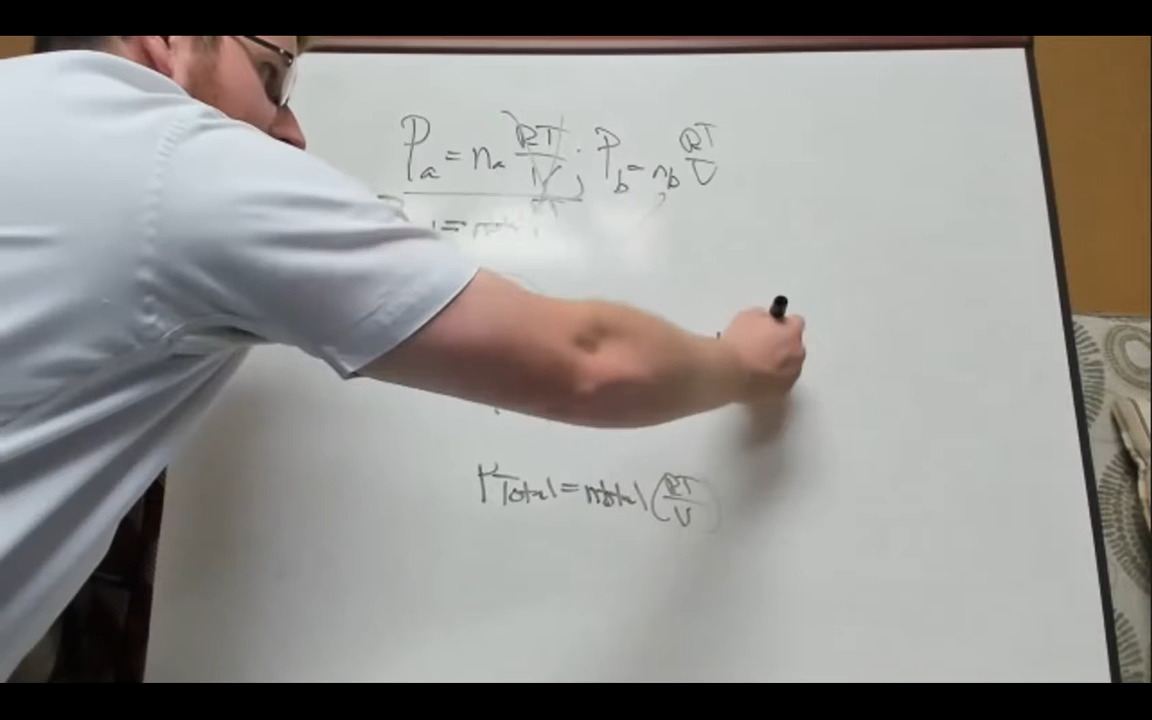 Pa = na RT/V ; Pb = nb, RT/V
PTotal = ntotal (RT/V)